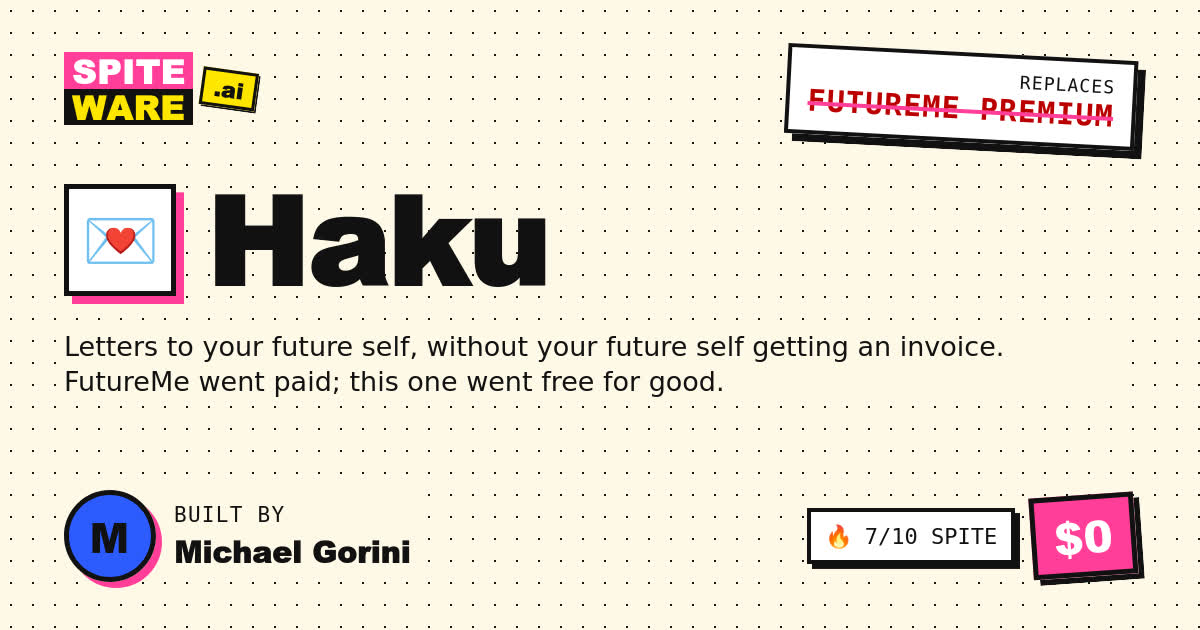 SPITE
WARE
.ai
REPLACES
FUTUREME PREMIUM
Haku
Letters to your future self, without your future self getting an invoice.
FutureMe went paid; this one went free for good.
M
BUILT BY
Michael Gorini
🔥 7/10 SPITE
$0